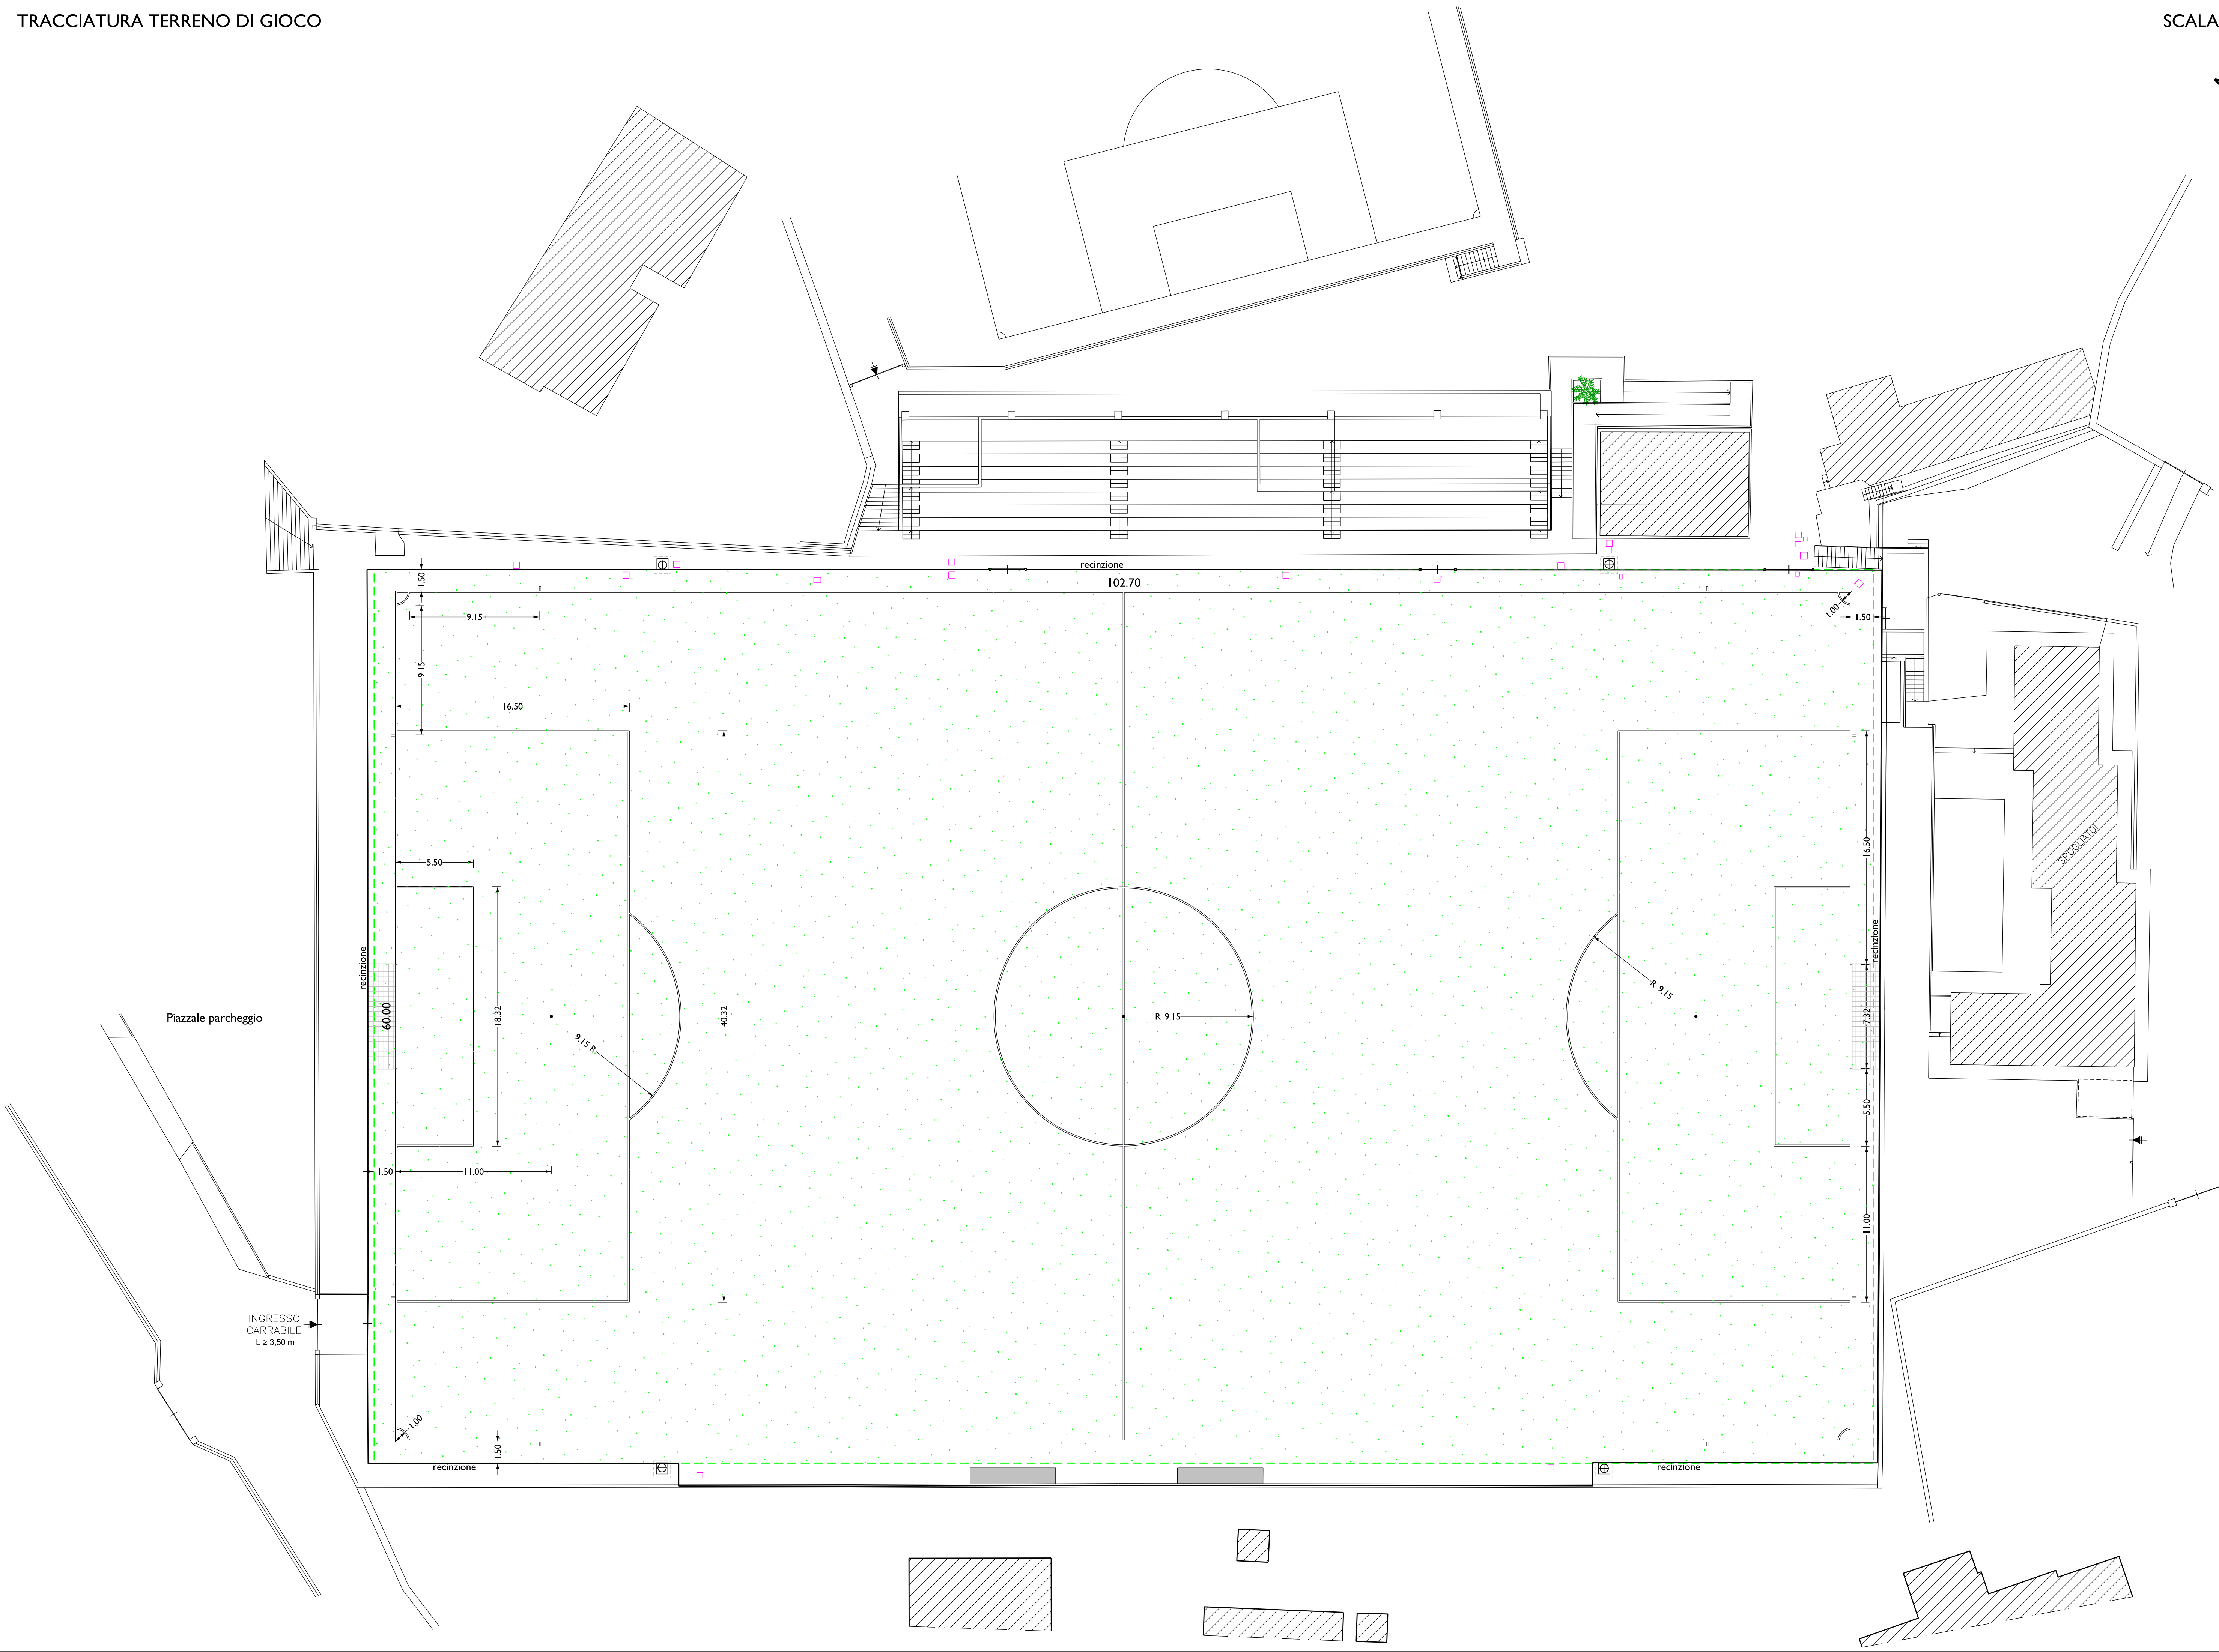 TRACCIATURA TERRENO DI GIOCO
SCALA
recinzione
102.70
1.50
9.15
1.00
1.50
9.15
16.50
5.50
16.50
SPOGLIATOI
recinzione
recinzione
60.00
18.32
40.32
R 9.15
R 9.15
7.32
Piazzale parcheggio
9.15 R
5.50
1.50
11.00
11.00
INGRESSO
CARRABILE
L ≥ 3,50 m
1.00
1.50
recinzione
recinzione